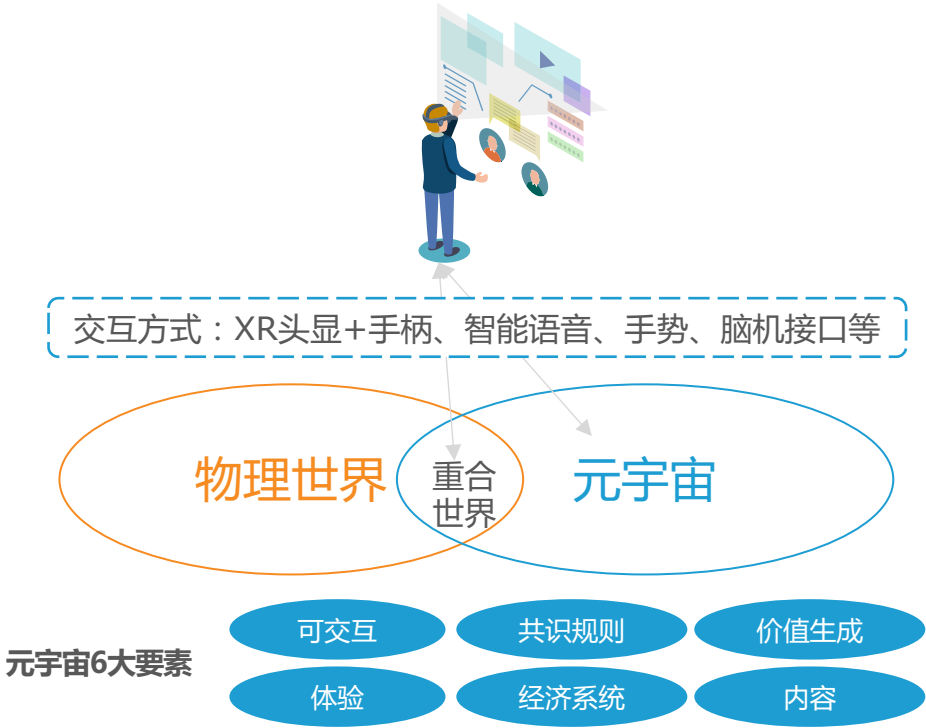 交互方式：XR头显+手柄、智能语音、手势、脑机接口等
物理世界
重合
世界
元宇宙
元宇宙6大要素
可交互
共识规则
价值生成
体验
经济系统
内容